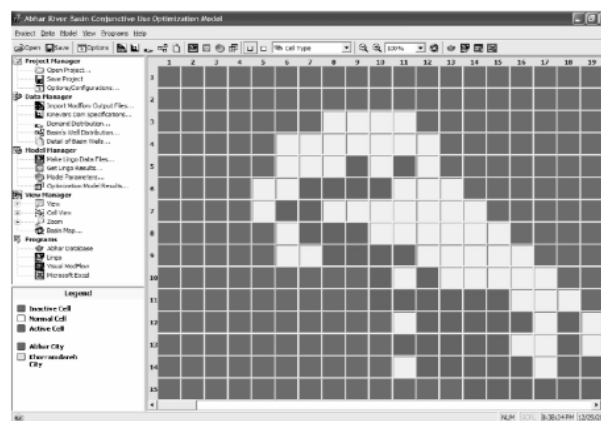 Abhar River Basin Conjunctive Use Optimization Model
Project Data Model View Programs Help
Open Save Options Cell Type 100%
Project Manager
Open Project...
Save Project
Options/Configurations...
Data Manager
Import Modflow Output Files...
Kinevars Dam Specifications...
Demand Distribution...
Basin's Well Distribution...
Detail of Basin Wells...
Model Manager
Make Lingo Data Files...
Get Lingo Results...
Model Parameters...
Optimization Model Results...
View Manager
View
Cell View
Zoom
Basin Map...
Programs
Abhar Database
Lingo
Visual Modflow
Microsoft Excel
Legend
Inactive Cell
Normal Cell
Active Cell
Abhar City
Khorramdareh
City
1 2 3 4 5 6 7 8 9 10 11 12 13 14 15 16 17 18 19
1
2
3
4
5
6
7
8
9
10
11
12
13
14
15
NUM